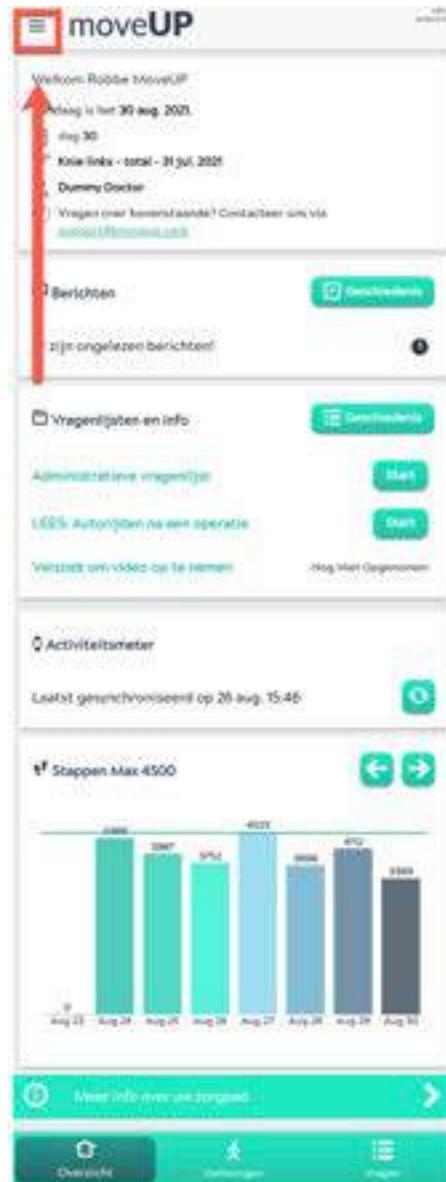 moveUP
Welkom Robbe MoveUP
is het 30 aug. 2021.
dag 30
Knie links - total - 31 jul. 2021
Dummy Doctor
Vragen over bovenstaande? Contacteer ons via
Berichten
Geschiedenis
zijn ongelezen berichten!
Vragenlijsten en info
Geschiedenis
Administratieve vragenlijst
Start
LEES: Autorijden na een operatie
Start
Verzoek om video op te nemen
Nog Niet Opgenomen
Activiteitsmeter
Laatst gesynchroniseerd op 26 aug. 15:46
Stappen Max 4500
3752
0
Aug 23 Aug 24 Aug 25 Aug 26 Aug 27 Aug 28 Aug 29 Aug 30
Meer info over uw zorgpad
Overzicht
Oefeningen
Vragen